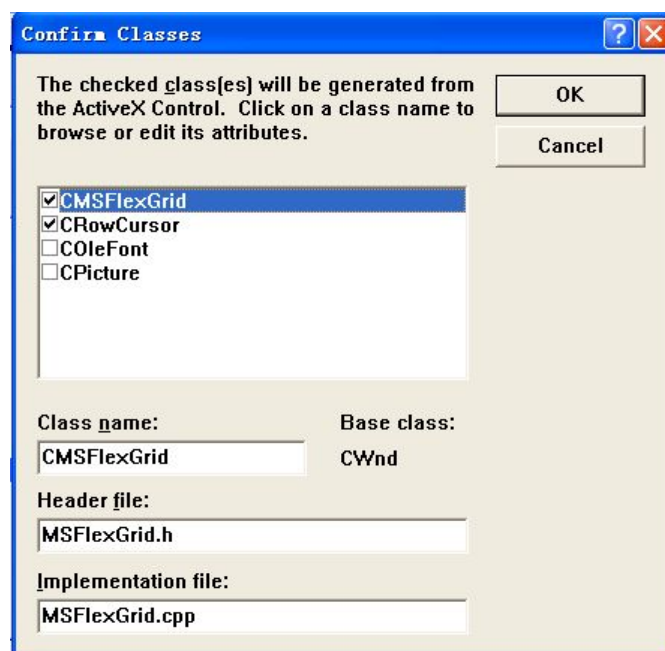 Confirm Classes
The checked class(es) will be generated from
the ActiveX Control. Click on a class name to
browse or edit its attributes.
OK
Cancel
CMSFlexGrid
CRowCursor
COleFont
CPicture
Class name:
Base class:
CMSFlexGrid
CWnd
Header file:
MSFlexGrid.h
Implementation file:
MSFlexGrid.cpp